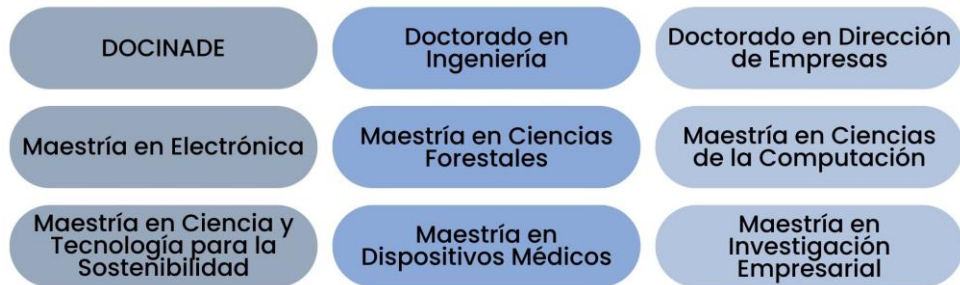 DOCINADE
Doctorado en
Ingeniería
Doctorado en Dirección
de Empresas
Maestría en Electrónica
Maestría en Ciencias
Forestales
Maestría en Ciencias
de la Computación
Maestría en Ciencia y
Tecnología para la
Sostenibilidad
Maestría en
Dispositivos Médicos
Maestría en
Investigación
Empresarial